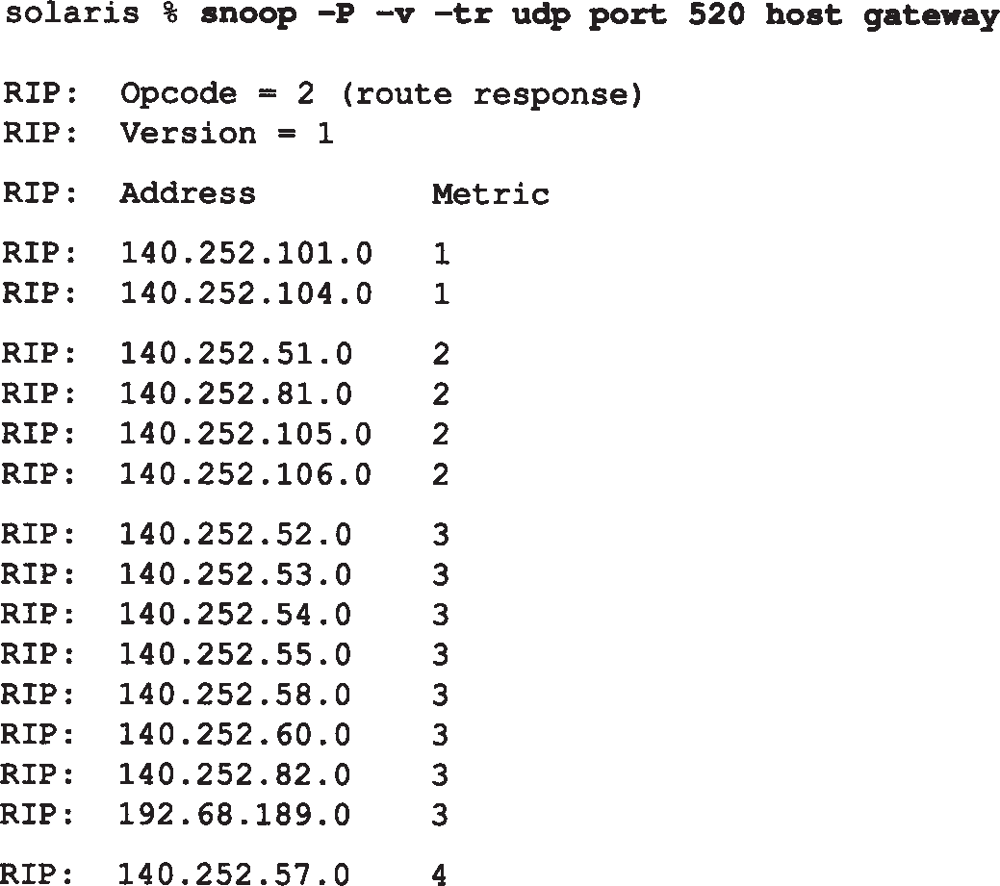 solaris % snoop -P -v -tr udp port 520 host gateway
RIP: Opcode = 2 (route response)
RIP: Version = 1
RIP: Address Metric
RIP: 140.252.101.0 1
RIP: 140.252.104.0 1
RIP: 140.252.51.0 2
RIP: 140.252.81.0 2
RIP: 140.252.105.0 2
RIP: 140.252.106.0 2
RIP: 140.252.52.0 3
RIP: 140.252.53.0 3
RIP: 140.252.54.0 3
RIP: 140.252.55.0 3
RIP: 140.252.58.0 3
RIP: 140.252.60.0 3
RIP: 140.252.82.0 3
RIP: 192.68.189.0 3
RIP: 140.252.57.0 4